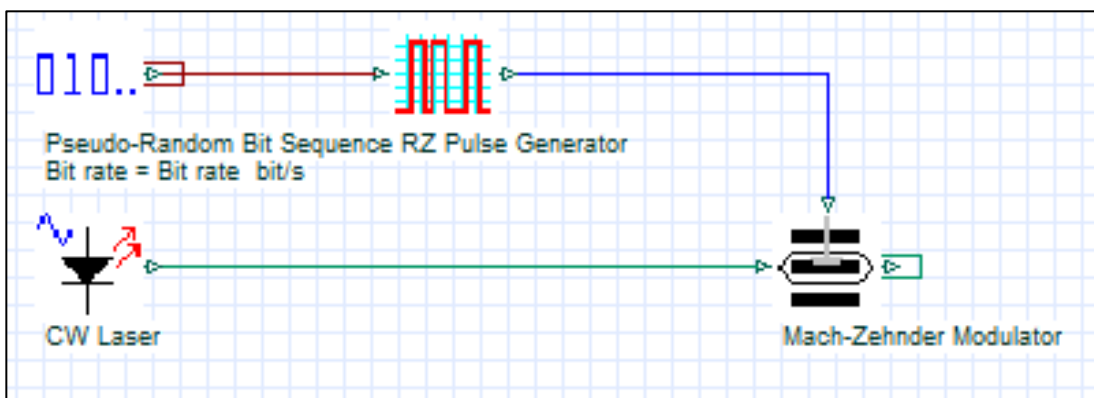 010..
Pseudo-Random Bit Sequence RZ Pulse Generator
Bit rate = Bit rate bit/s
CW Laser
Mach-Zehnder Modulator